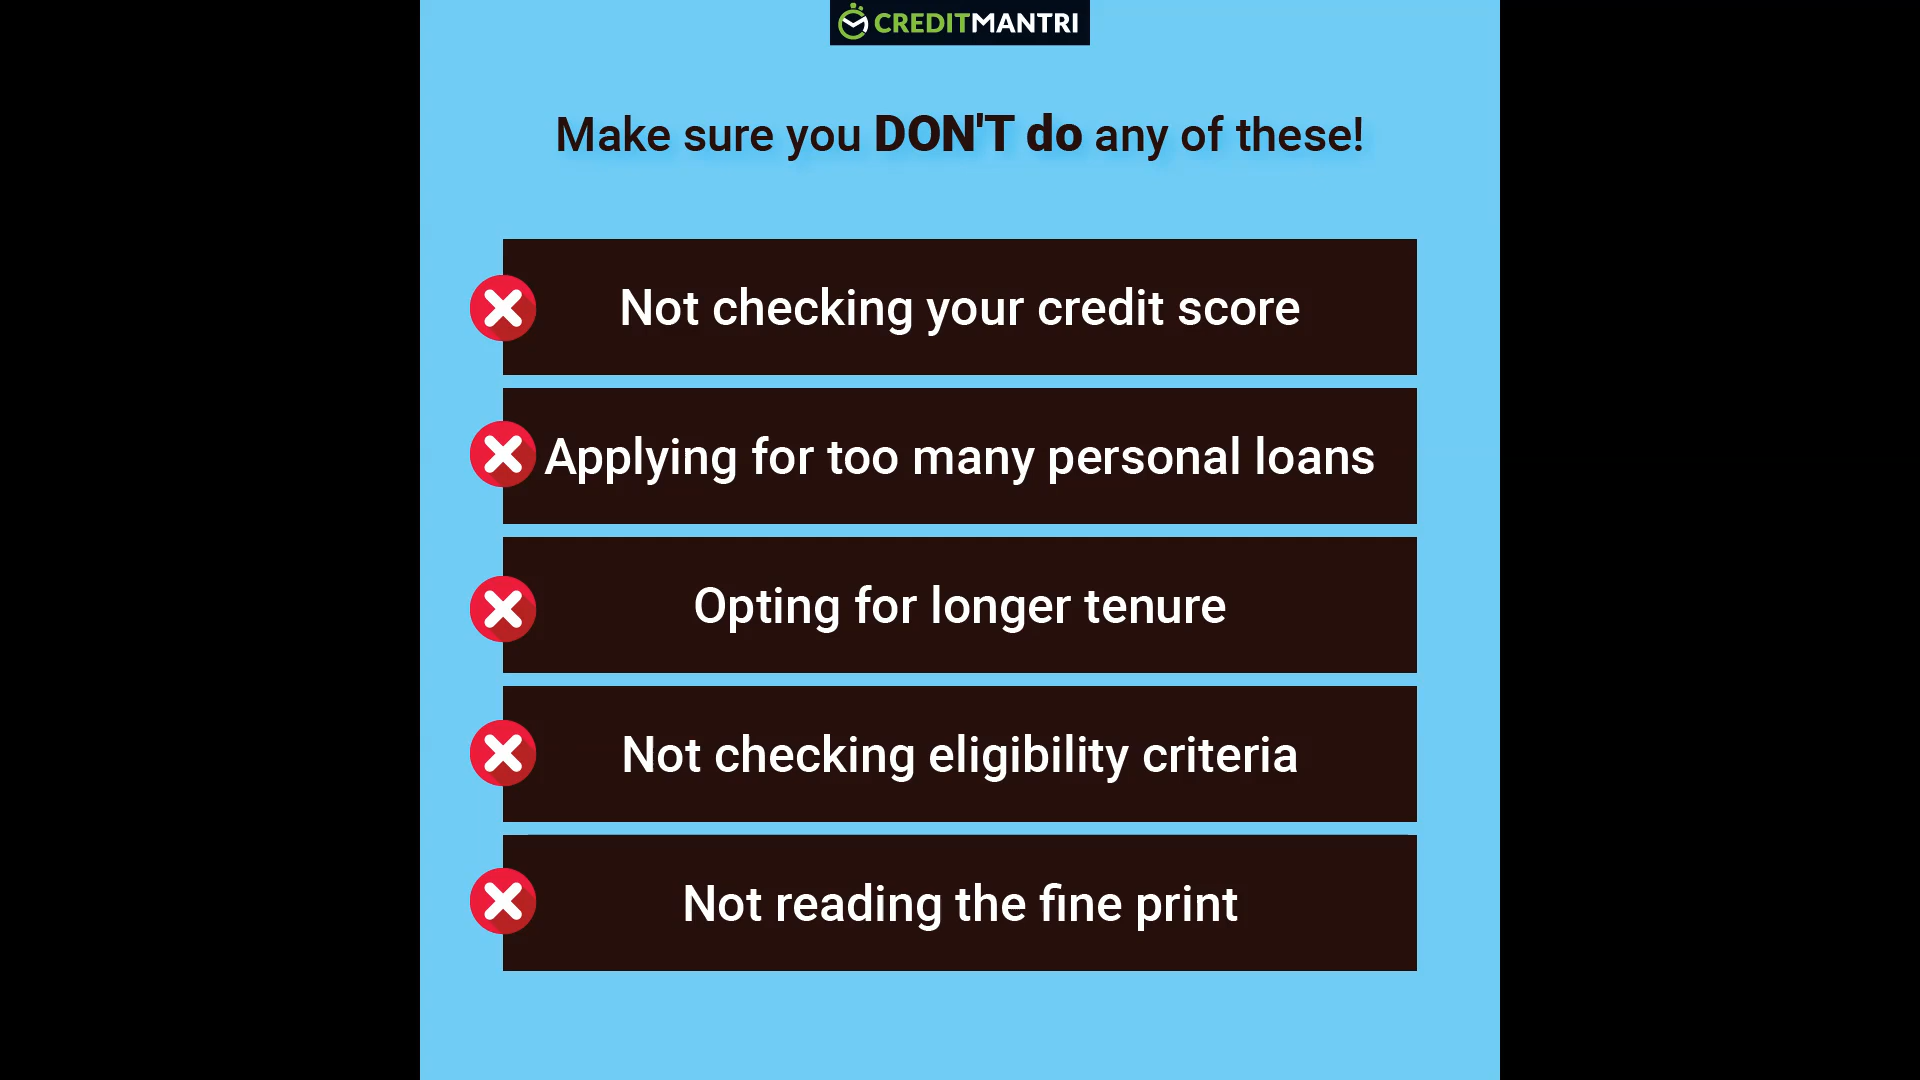 CREDITMANTRI
Make sure you DON'T do any of these!
Not checking your credit score
Applying for too many personal loans
Opting for longer tenure
Not checking eligibility criteria
Not reading the fine print